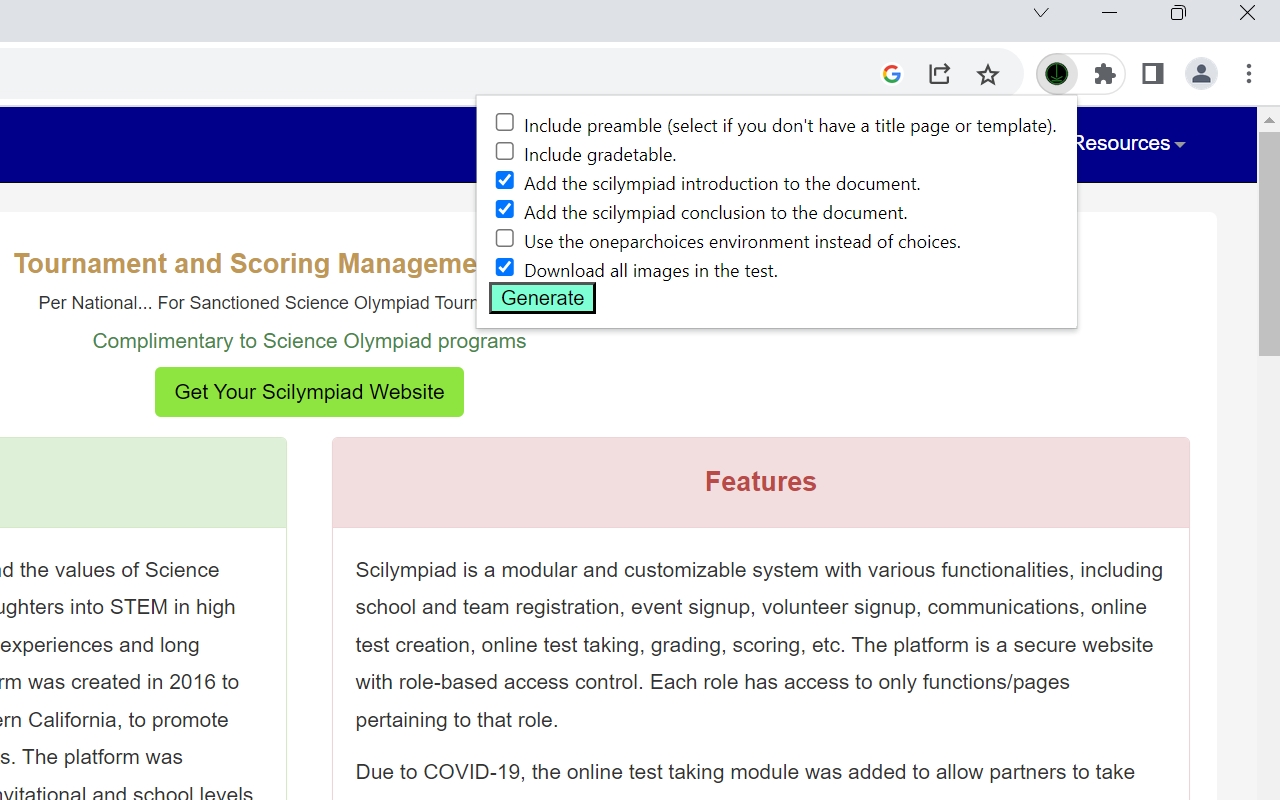 Include preamble (select if you don't have a title page or template).
Include gradetable.
Add the scilympiad introduction to the document.
Add the scilympiad conclusion to the document.
Use the oneparchoices environment instead of choices.
Download all images in the test.
Generate
Resources
Tournament and Scoring Manageme
Per National... For Sanctioned Science Olympiad Tourn
Complimentary to Science Olympiad programs
Get Your Scilympiad Website
the values of Science
ughters into STEM in high
experiences and long
rm was created in 2016 to
ern California, to promote
s. The platform was
nvitational and school levels
Features
Scilympiad is a modular and customizable system with various functionalities, including
school and team registration, event signup, volunteer signup, communications, online
test creation, online test taking, grading, scoring, etc. The platform is a secure website
with role-based access control. Each role has access to only functions/pages
pertaining to that role.
Due to COVID-19, the online test taking module was added to allow partners to take